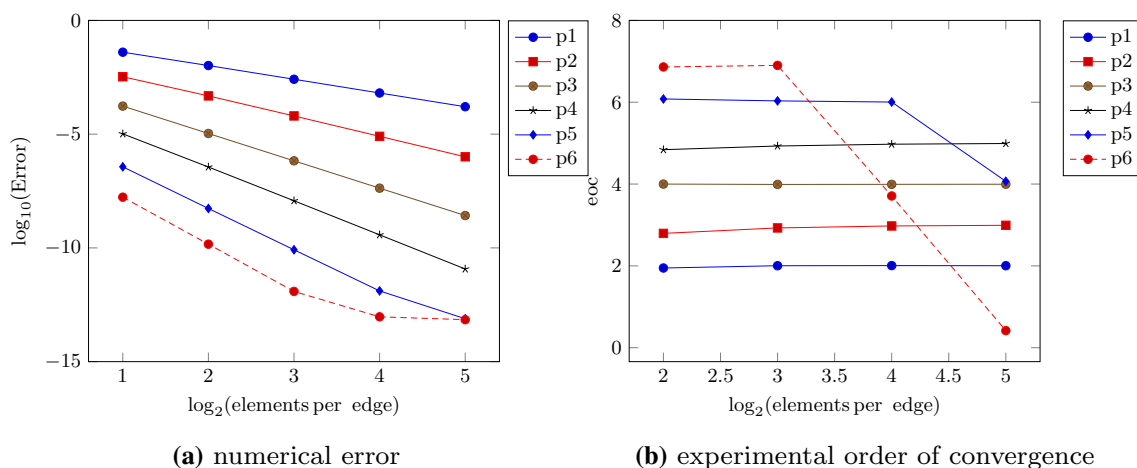 0
−5
−10
−15
1
2
3
4
5
log₁₀(Error)
log₂(elements per edge)
p1
p2
p3
p4
p5
p6
(a) numerical error
8
6
4
2
0
2
2.5
3
3.5
4
4.5
5
eoc
log₂(elements per edge)
p1
p2
p3
p4
p5
p6
(b) experimental order of convergence